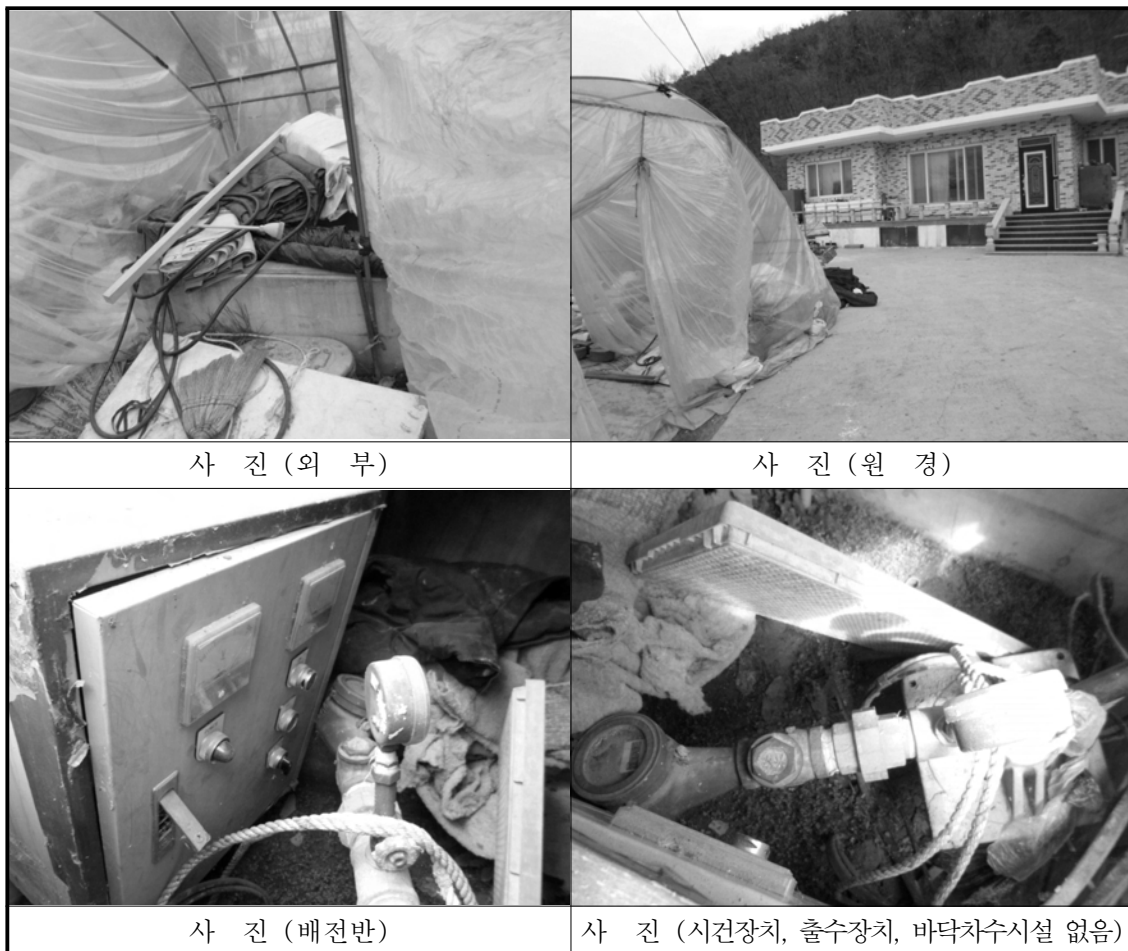 사 진 (외 부)
사 진 (원 경)
사 진 (배전반)
사 진 (시건장치, 출수장치, 바닥차수시설 없음)